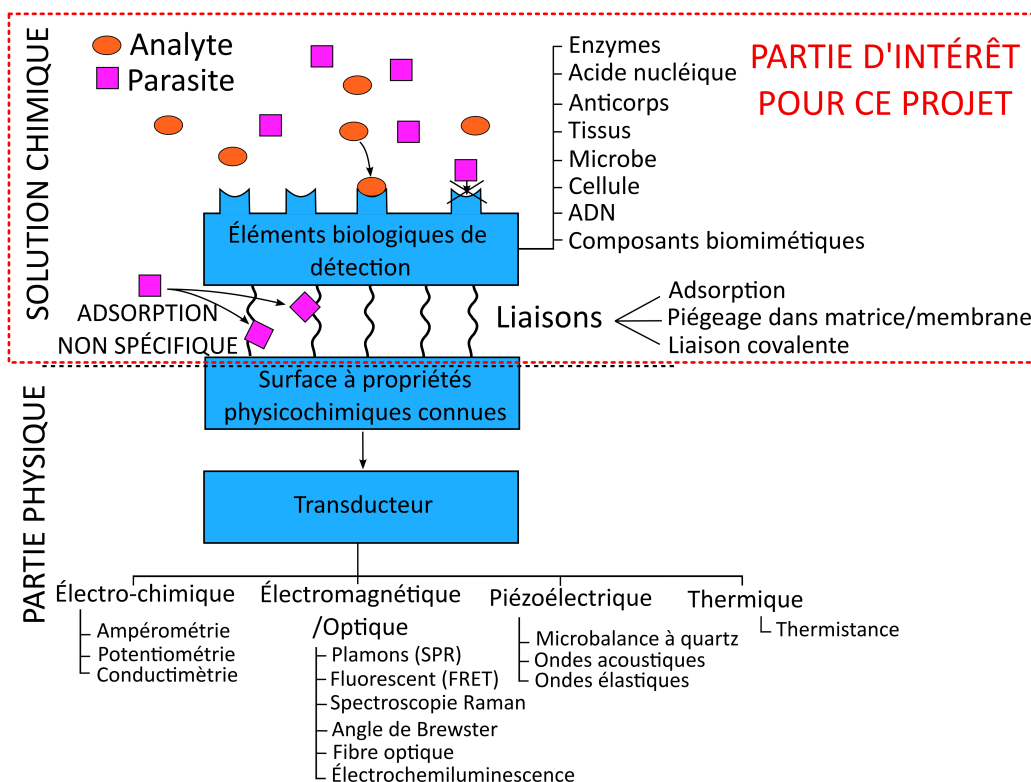 SOLUTION CHIMIQUE
Analyte
Parasite
Enzymes
Acide nucléique
Anticorps
Tissus
Microbe
Cellule
ADN
Composants biomimétiques
PARTIE D'INTÉRÊT
POUR CE PROJET
Éléments biologiques de
détection
ADSORPTION
NON SPÉCIFIQUE
Liaisons
Adsorption
Piégeage dans matrice/membrane
Liaison covalente
PARTIE PHYSIQUE
Surface à propriétés
physicochimiques connues
Transducteur
Électro-chimique
Ampérométrie
Potentiométrie
Conductimètrie
Électromagnétique
/Optique
Plamons (SPR)
Fluorescent (FRET)
Spectroscopie Raman
Angle de Brewster
Fibre optique
Électrochemiluminescence
Piézoélectrique
Microbalance à quartz
Ondes acoustiques
Ondes élastiques
Thermique
Thermistance